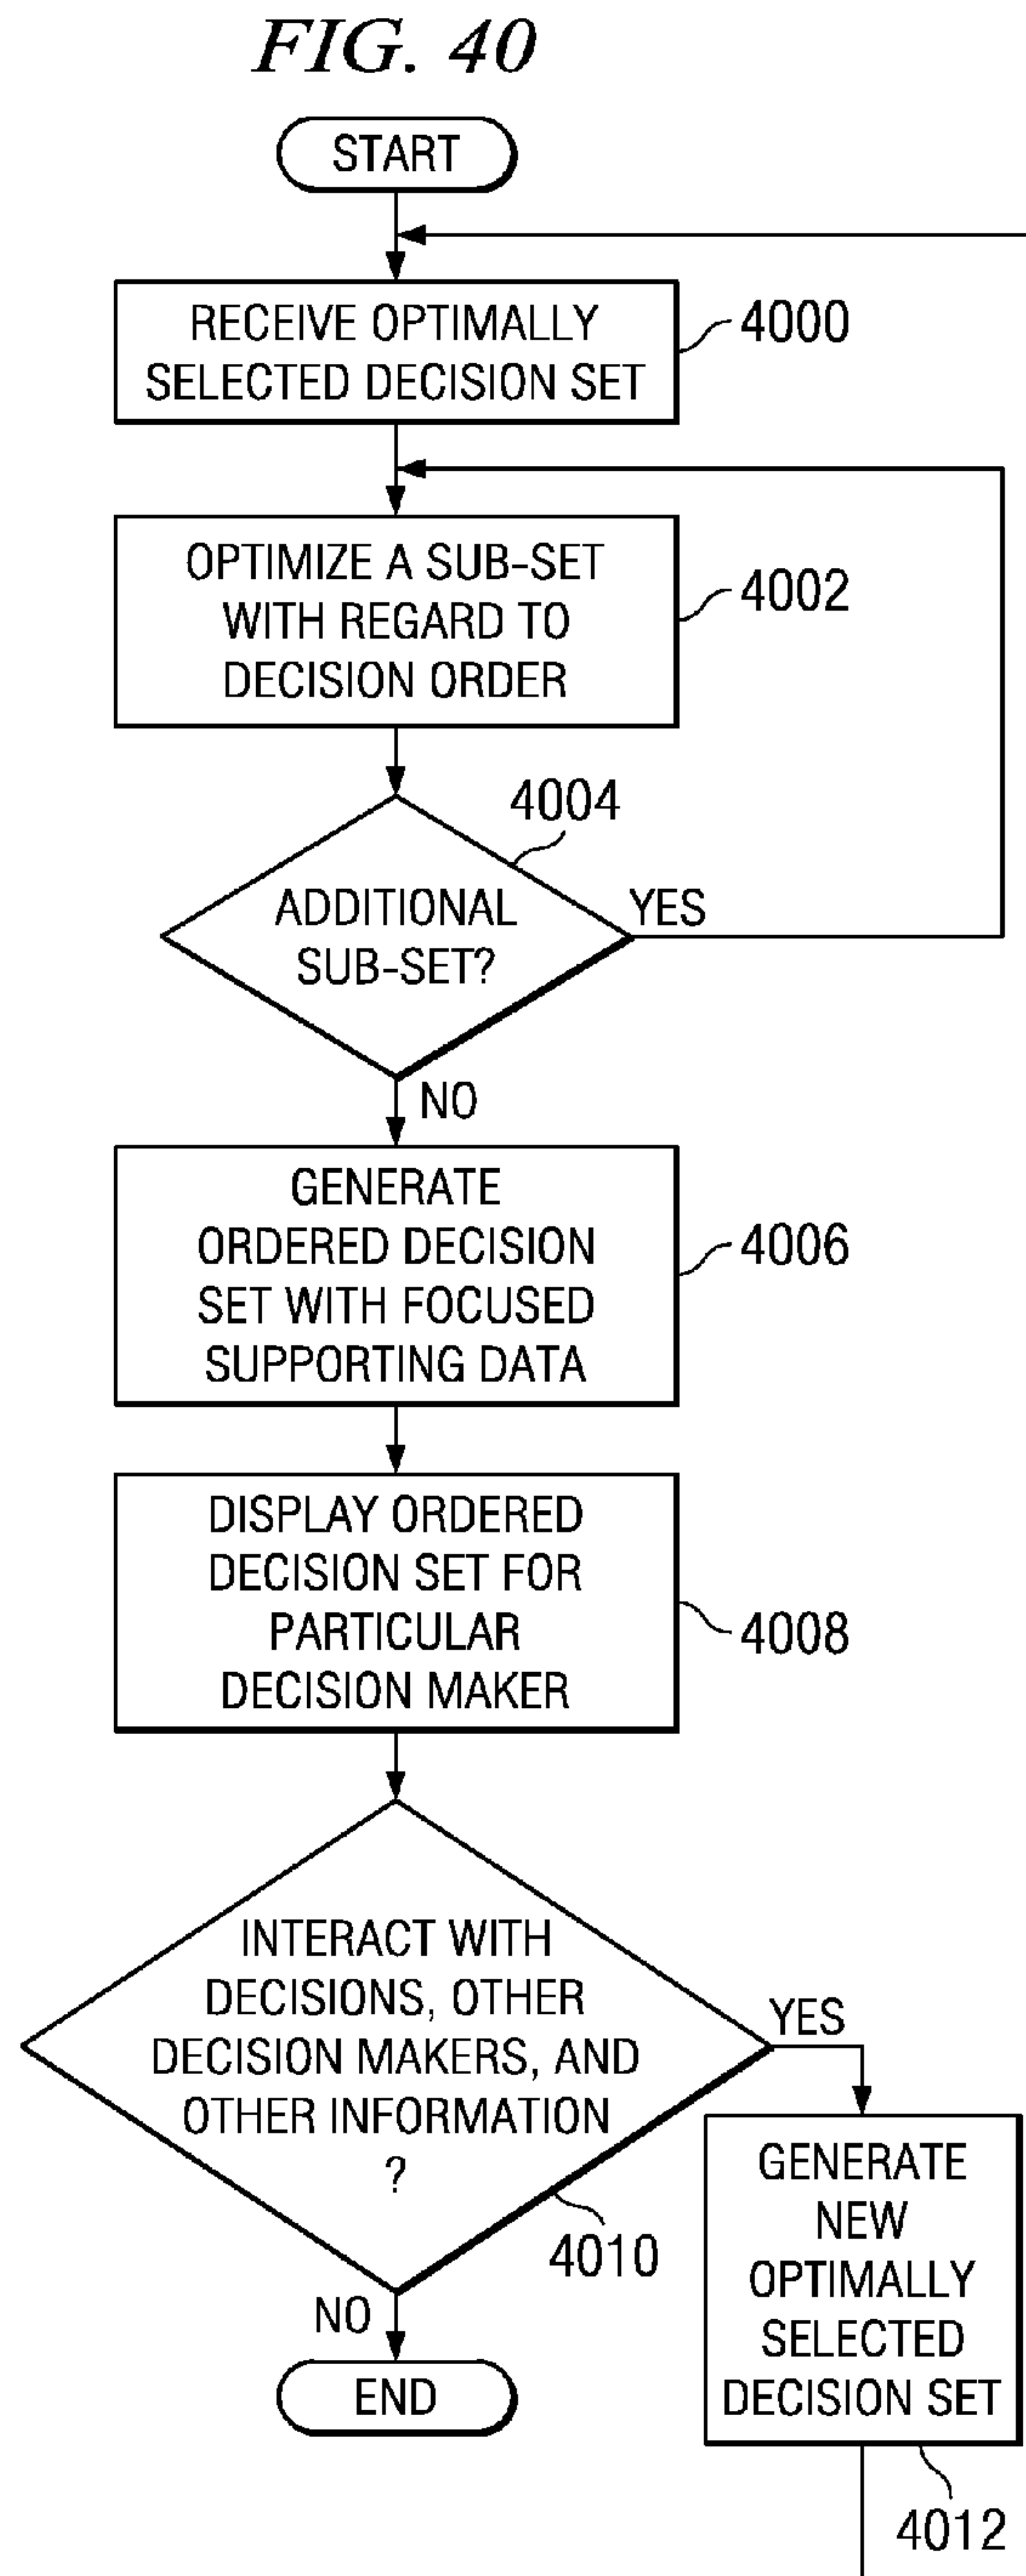 FIG. 40
START
RECEIVE OPTIMALLY
SELECTED DECISION SET
4000
OPTIMIZE A SUB-SET
WITH REGARD TO
DECISION ORDER
4002
4004
ADDITIONAL
SUB-SET?
YES
NO
GENERATE
ORDERED DECISION
SET WITH FOCUSED
SUPPORTING DATA
4006
DISPLAY ORDERED
DECISION SET FOR
PARTICULAR
DECISION MAKER
4008
INTERACT WITH
DECISIONS, OTHER
DECISION MAKERS, AND
OTHER INFORMATION
?
YES
4010
NO
END
GENERATE
NEW
OPTIMALLY
SELECTED
DECISION SET
4012